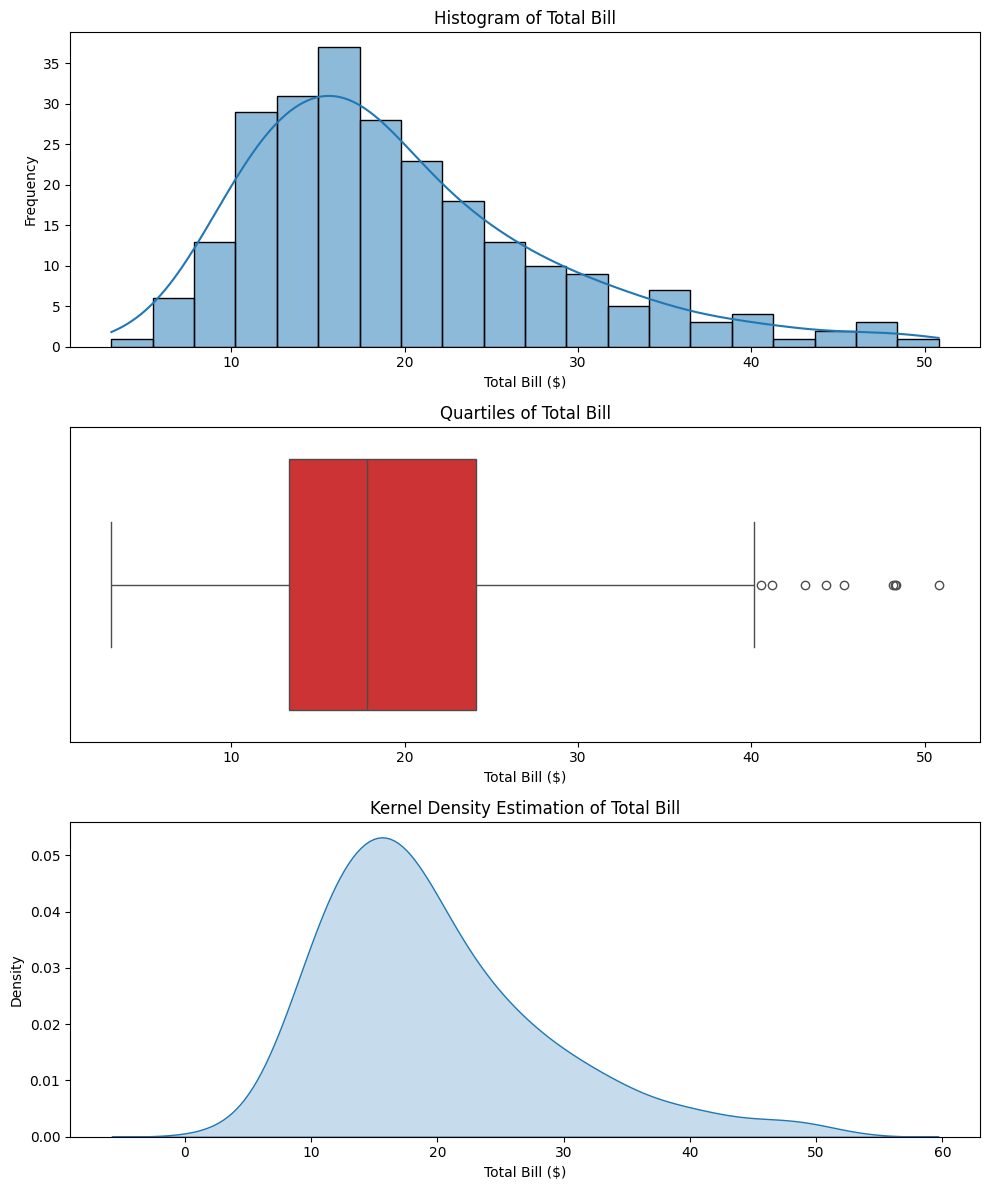 Histogram of Total Bill
35
30
25
20
15
10
5
0
Frequency
10 20 30 40 50
Total Bill ($)
Quartiles of Total Bill
10 20 30 40 50
Total Bill ($)
Kernel Density Estimation of Total Bill
0.05
0.04
0.03
0.02
0.01
0.00
Density
0 10 20 30 40 50 60
Total Bill ($)